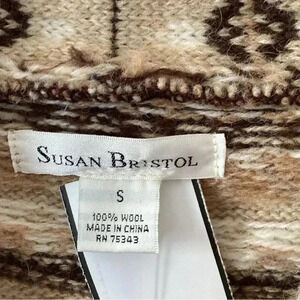 SUSAN BRISTOL
S
100% WOOL
MADE IN CHINA
RN 75343